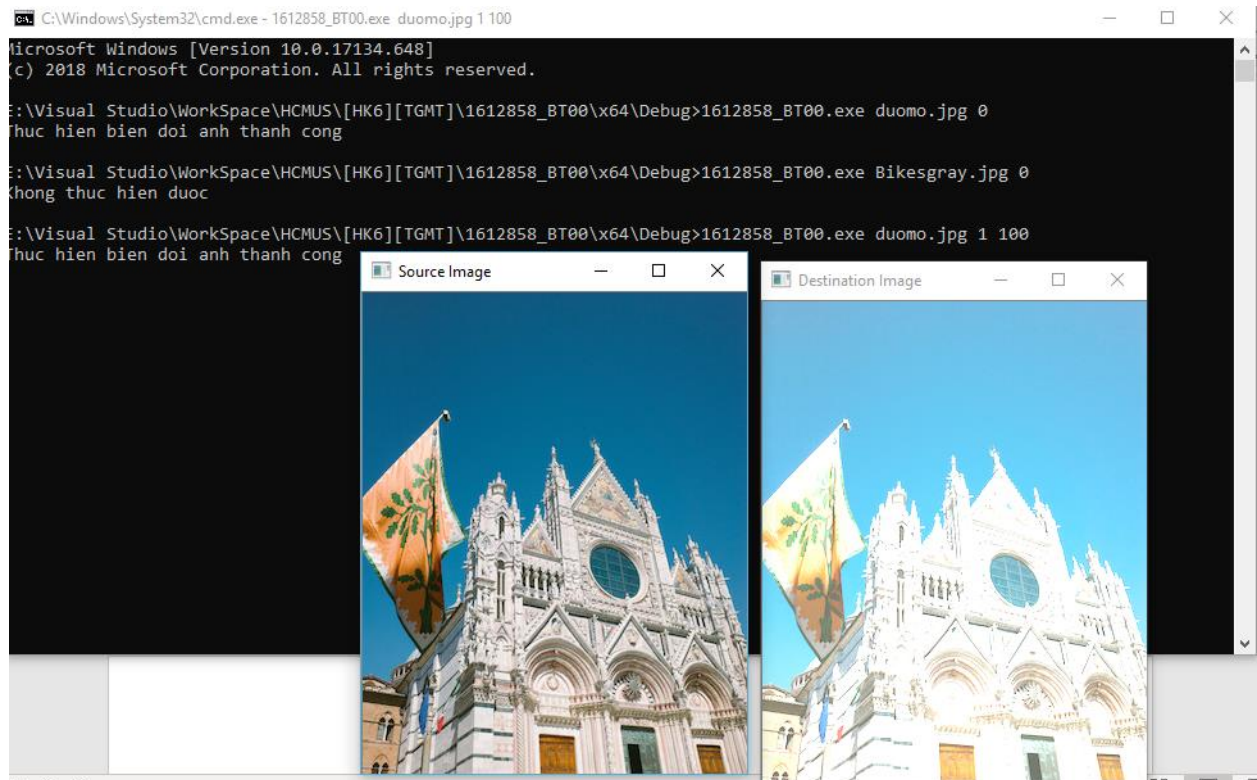 C:\Windows\System32\cmd.exe - 1612858_BT00.exe duomo.jpg 1 100
Microsoft Windows [Version 10.0.17134.648]
(c) 2018 Microsoft Corporation. All rights reserved.
E:\Visual Studio\WorkSpace\HCMUS\[HK6][TGMT]\1612858_BT00\x64\Debug>1612858_BT00.exe duomo.jpg 0
Thuc hien bien doi anh thanh cong
E:\Visual Studio\WorkSpace\HCMUS\[HK6][TGMT]\1612858_BT00\x64\Debug>1612858_BT00.exe Bikesgray.jpg 0
Khong thuc hien duoc
E:\Visual Studio\WorkSpace\HCMUS\[HK6][TGMT]\1612858_BT00\x64\Debug>1612858_BT00.exe duomo.jpg 1 100
Thuc hien bien doi anh thanh cong
Source Image
Destination Image